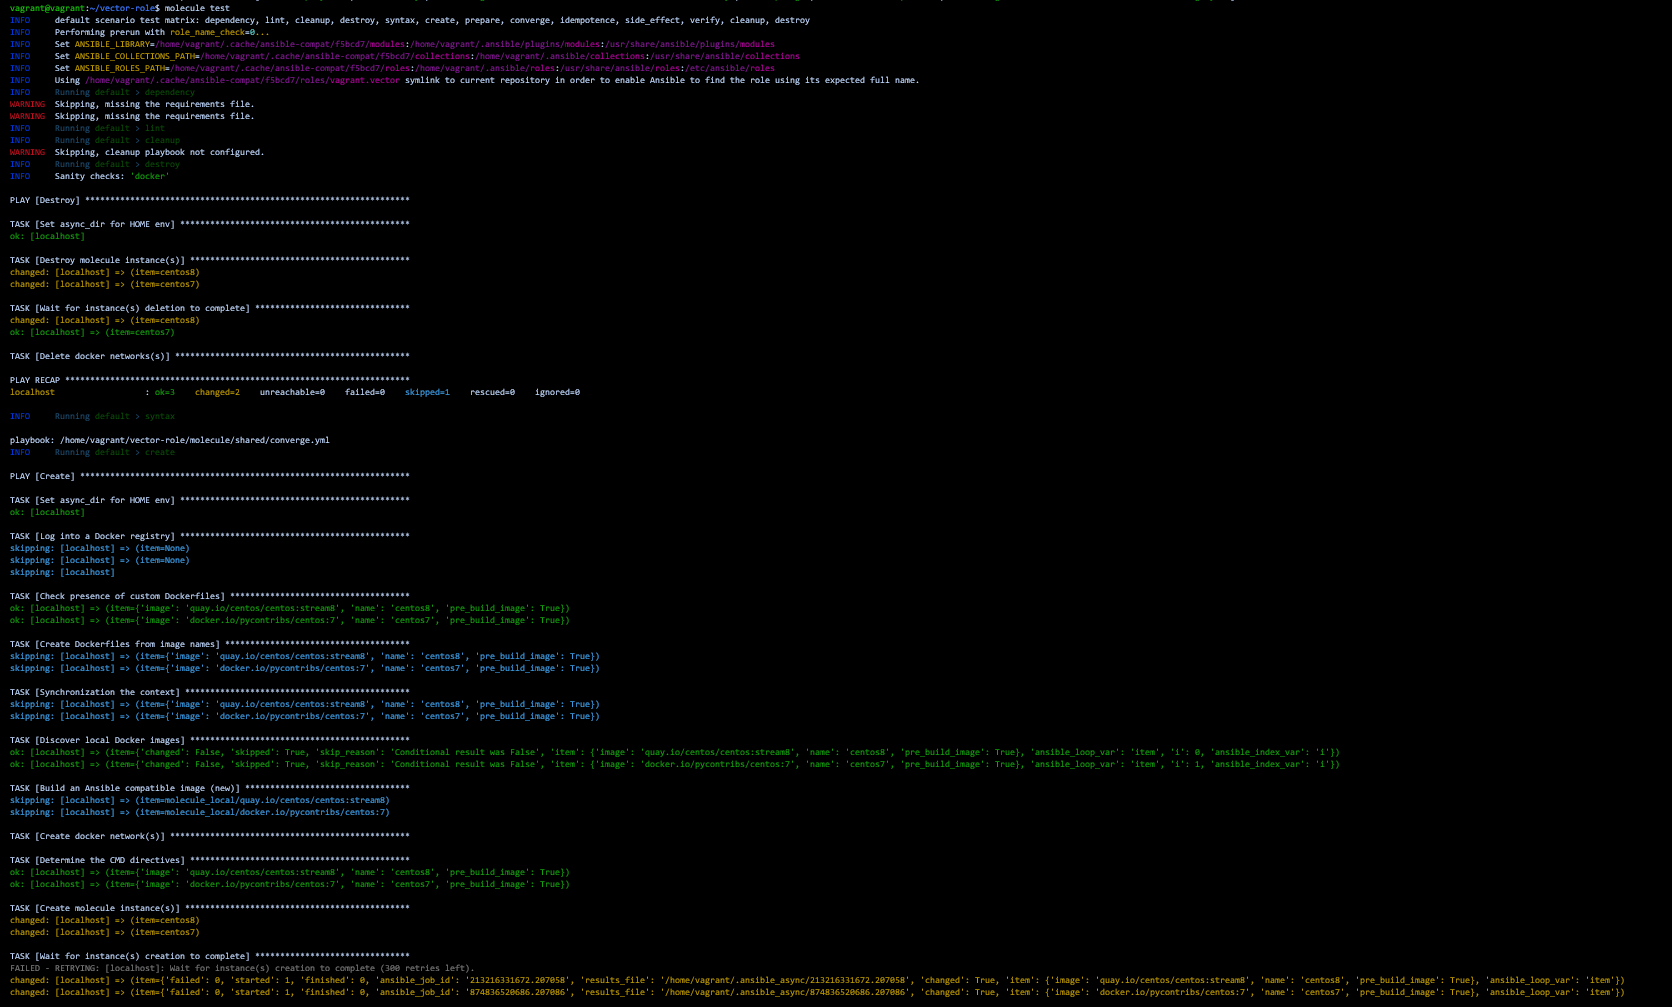 vagrant@vagrant:~/vector-role$ molecule test
INFO     default scenario test matrix: dependency, lint, cleanup, destroy, syntax, create, prepare, converge, idempotence, side_effect, verify, cleanup, destroy
INFO     Performing prerun with role_name_check=0...
INFO     Set ANSIBLE_LIBRARY=/home/vagrant/.cache/ansible-compat/f5bcd7/modules:/home/vagrant/.ansible/plugins/modules:/usr/share/ansible/plugins/modules
INFO     Set ANSIBLE_COLLECTIONS_PATH=/home/vagrant/.cache/ansible-compat/f5bcd7/collections:/home/vagrant/.ansible/collections:/usr/share/ansible/collections
INFO     Set ANSIBLE_ROLES_PATH=/home/vagrant/.cache/ansible-compat/f5bcd7/roles:/home/vagrant/.ansible/roles:/usr/share/ansible/roles:/etc/ansible/roles
INFO     Using /home/vagrant/.cache/ansible-compat/f5bcd7/roles/vagrant.vector symlink to current repository in order to enable Ansible to find the role using its expected full name.
INFO     Running default > dependency
WARNING  Skipping, missing the requirements file.
WARNING  Skipping, missing the requirements file.
INFO     Running default > lint
INFO     Running default > cleanup
WARNING  Skipping, cleanup playbook not configured.
INFO     Running default > destroy
INFO     Sanity checks: 'docker'
PLAY [Destroy] *****************************************************************
TASK [Set async_dir for HOME env] **********************************************
ok: [localhost]
TASK [Destroy molecule instance(s)] ********************************************
changed: [localhost] => (item=centos8)
changed: [localhost] => (item=centos7)
TASK [Wait for instance(s) deletion to complete] *******************************
changed: [localhost] => (item=centos8)
ok: [localhost] => (item=centos7)
TASK [Delete docker networks(s)] ***********************************************
PLAY RECAP *********************************************************************
localhost                  : ok=3    changed=2    unreachable=0    failed=0    skipped=1    rescued=0    ignored=0
INFO     Running default > syntax
playbook: /home/vagrant/vector-role/molecule/shared/converge.yml
INFO     Running default > create
PLAY [Create] ******************************************************************
TASK [Set async_dir for HOME env] **********************************************
ok: [localhost]
TASK [Log into a Docker registry] **********************************************
skipping: [localhost] => (item=None)
skipping: [localhost] => (item=None)
skipping: [localhost]
TASK [Check presence of custom Dockerfiles] ************************************
ok: [localhost] => (item={'image': 'quay.io/centos/centos:stream8', 'name': 'centos8', 'pre_build_image': True})
ok: [localhost] => (item={'image': 'docker.io/pycontribs/centos:7', 'name': 'centos7', 'pre_build_image': True})
TASK [Create Dockerfiles from image names] *************************************
skipping: [localhost] => (item={'image': 'quay.io/centos/centos:stream8', 'name': 'centos8', 'pre_build_image': True})
skipping: [localhost] => (item={'image': 'docker.io/pycontribs/centos:7', 'name': 'centos7', 'pre_build_image': True})
TASK [Synchronization the context] *********************************************
skipping: [localhost] => (item={'image': 'quay.io/centos/centos:stream8', 'name': 'centos8', 'pre_build_image': True})
skipping: [localhost] => (item={'image': 'docker.io/pycontribs/centos:7', 'name': 'centos7', 'pre_build_image': True})
TASK [Discover local Docker images] ********************************************
ok: [localhost] => (item={'changed': False, 'skipped': True, 'skip_reason': 'Conditional result was False', 'item': {'image': 'quay.io/centos/centos:stream8', 'name': 'centos8', 'pre_build_image': True}, 'ansible_loop_var': 'item', 'i': 0, 'ansible_index_var': 'i'})
ok: [localhost] => (item={'changed': False, 'skipped': True, 'skip_reason': 'Conditional result was False', 'item': {'image': 'docker.io/pycontribs/centos:7', 'name': 'centos7', 'pre_build_image': True}, 'ansible_loop_var': 'item', 'i': 1, 'ansible_index_var': 'i'})
TASK [Build an Ansible compatible image (new)] *********************************
skipping: [localhost] => (item=molecule_local/quay.io/centos/centos:stream8)
skipping: [localhost] => (item=molecule_local/docker.io/pycontribs/centos:7)
TASK [Create docker network(s)] ************************************************
TASK [Determine the CMD directives] ********************************************
ok: [localhost] => (item={'image': 'quay.io/centos/centos:stream8', 'name': 'centos8', 'pre_build_image': True})
ok: [localhost] => (item={'image': 'docker.io/pycontribs/centos:7', 'name': 'centos7', 'pre_build_image': True})
TASK [Create molecule instance(s)] *********************************************
changed: [localhost] => (item=centos8)
changed: [localhost] => (item=centos7)
TASK [Wait for instance(s) creation to complete] *******************************
FAILED - RETRYING: [localhost]: Wait for instance(s) creation to complete (300 retries left).
changed: [localhost] => (item={'failed': 0, 'started': 1, 'finished': 0, 'ansible_job_id': '213216331672.207058', 'results_file': '/home/vagrant/.ansible_async/213216331672.207058', 'changed': True, 'item': {'image': 'quay.io/centos/centos:stream8', 'name': 'centos8', 'pre_build_image': True}, 'ansible_loop_var': 'item'})
changed: [localhost] => (item={'failed': 0, 'started': 1, 'finished': 0, 'ansible_job_id': '874836520686.207086', 'results_file': '/home/vagrant/.ansible_async/874836520686.207086', 'changed': True, 'item': {'image': 'docker.io/pycontribs/centos:7', 'name': 'centos7', 'pre_build_image': True}, 'ansible_loop_var': 'item'})